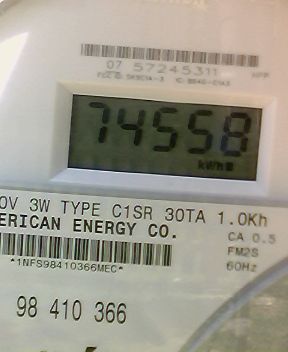 07 57245311
74558
kWh
0V 3W TYPE C1SR 30TA 1.0Kh
ERICAN ENERGY CO.
CA 0.5
FM2S
60Hz
*1NFS98410366MEC*
98 410 366